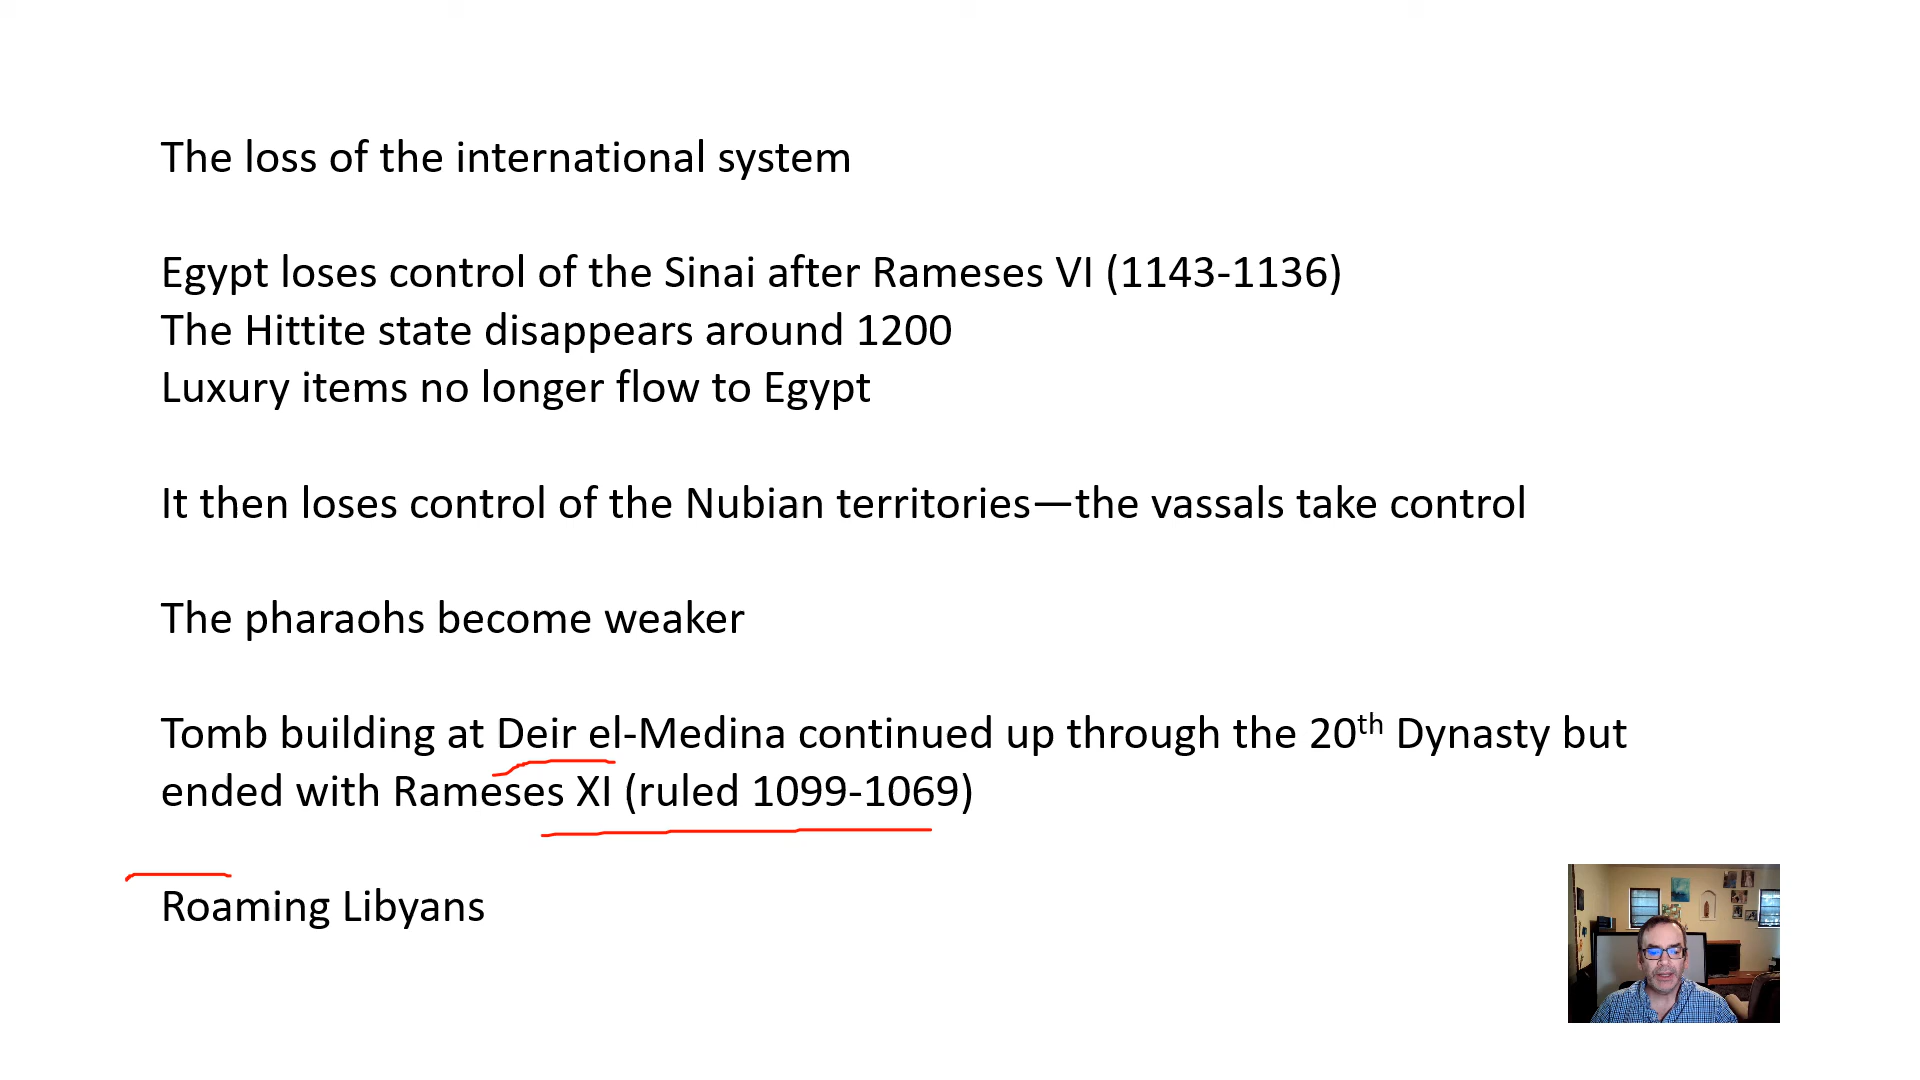 The loss of the international system
Egypt loses control of the Sinai after Rameses VI (1143-1136)
The Hittite state disappears around 1200
Luxury items no longer flow to Egypt
It then loses control of the Nubian territories—the vassals take control
The pharaohs become weaker
Tomb building at Deir el-Medina continued up through the 20th Dynasty but
ended with Rameses XI (ruled 1099-1069)
Roaming Libyans